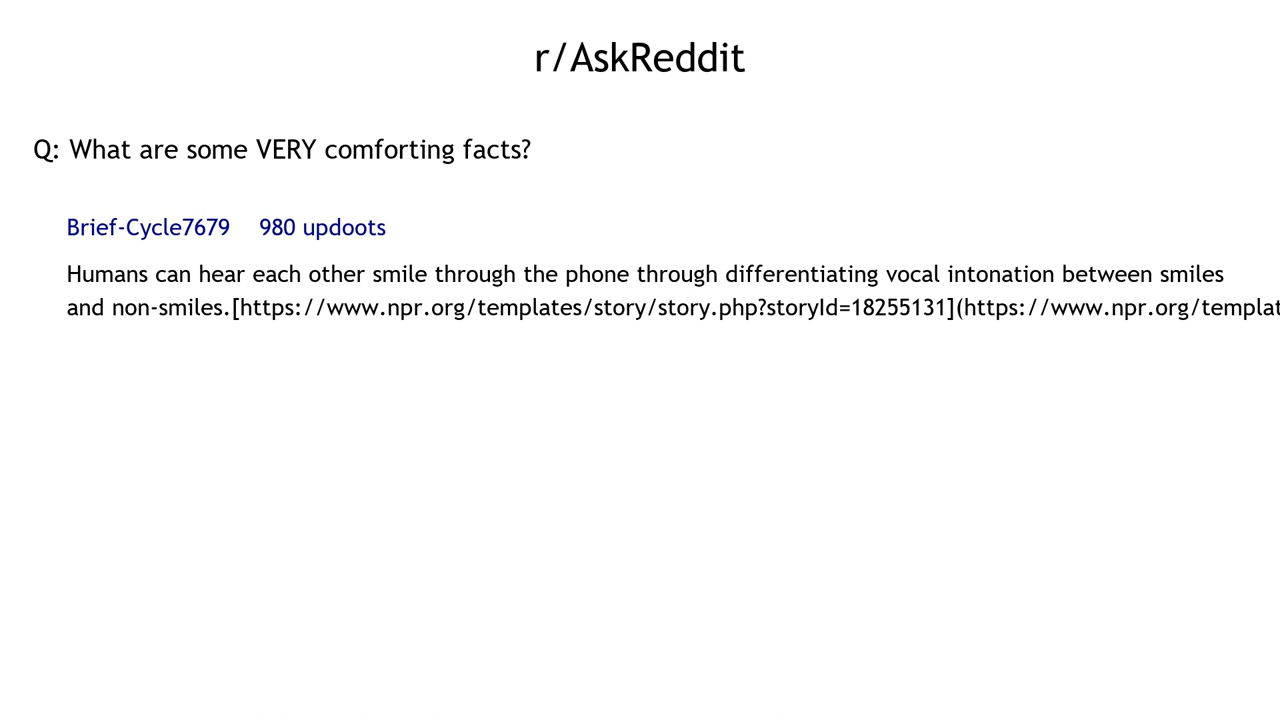 r/AskReddit
Q: What are some VERY comforting facts?
Brief-Cycle7679 980 updoots
Humans can hear each other smile through the phone through differentiating vocal intonation between smiles
and non-smiles.[https://www.npr.org/templates/story/story.php?storyId=18255131](https://www.npr.org/templat